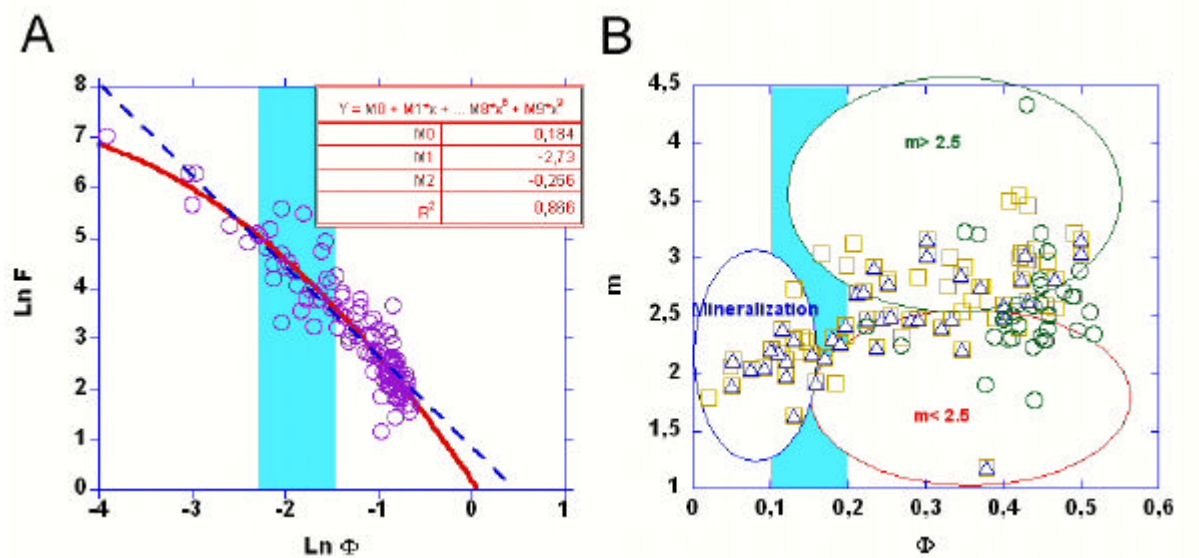 A
8
7
6
5
4
3
2
1
0
-4
-3
-2
-1
0
1
Ln F
Ln Φ
Y = M0 + M1*x + ... M8*x^8 + M9*x^9
M0 0,184
M1 -2,73
M2 -0,266
R^2 0,866
B
4,5
4
3,5
3
2,5
2
1,5
1
0
0,1
0,2
0,3
0,4
0,5
0,6
m
Φ
m> 2.5
Mineralization
m< 2.5